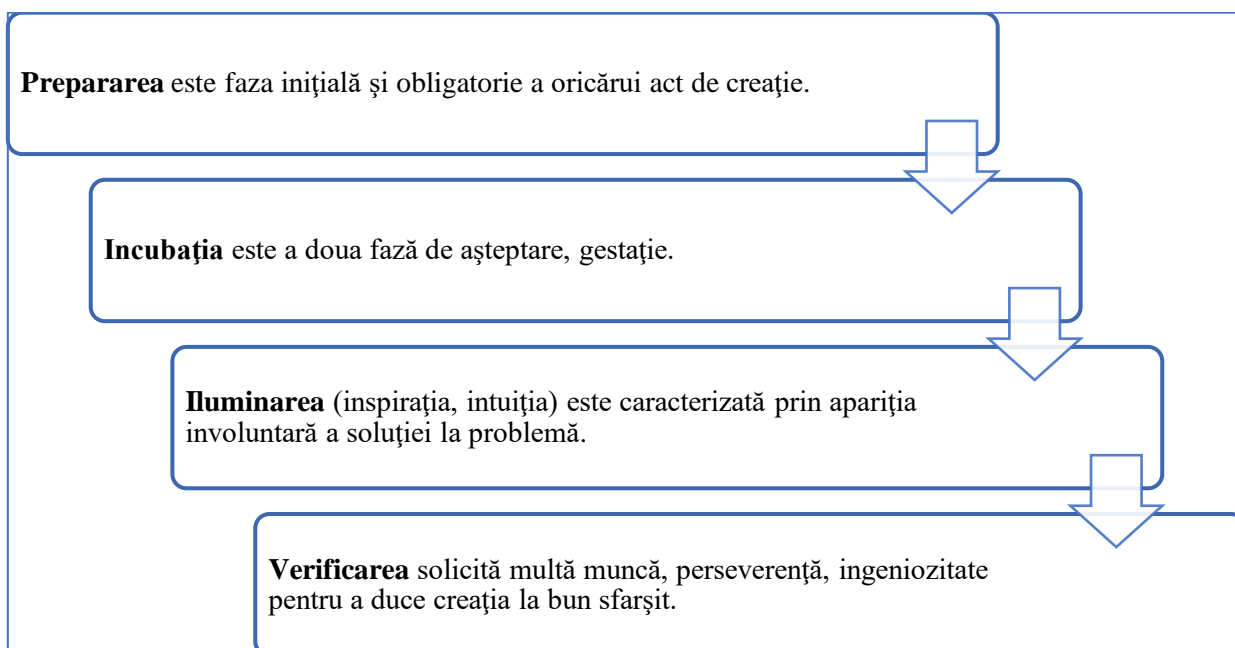 Prepararea este faza iniţială şi obligatorie a oricărui act de creaţie.
Incubaţia este a doua fază de aşteptare, gestaţie.
Iluminarea (inspiraţia, intuiţia) este caracterizată prin apariţia
involuntară a soluţiei la problemă.
Verificarea solicită multă muncă, perseverenţă, ingeniozitate
pentru a duce creaţia la bun sfarşit.